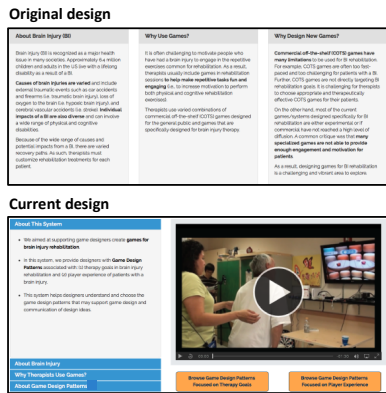 Original design
About Brain Injury (BI)
Brain Injury (BI) is recognized as a major health
issue in many societies. Approximately 6.4 million
children and adults in the US live with a lifelong
disability as a result of a BI.
Causes of brain injuries are varied and include
external traumatic events such as car accidents
and firearms (i.e. traumatic brain injury), loss of
oxygen to the brain (i.e. hypoxic brain injury), and
cerebral vascular accidents (i.e. stroke). Individual
impacts of a BI are also diverse and can involve
a wide range of physical and cognitive
disabilities.
Because of the wide range of causes and
potential impacts from a BI, there are varied
recovery paths. As such, therapists must
customize rehabilitation treatments for each
patient.
Why Use Games?
It is often challenging to motivate people who
have had a brain injury to engage in the repetitive
exercises common for rehabilitation. As a result,
therapists usually include games in rehabilitation
sessions to help make repetitive tasks fun and
engaging (i.e., to increase motivation to perform
both physical and cognitive rehabilitation
exercises).
Therapists use varied combinations of
commercial off-the-shelf (COTS) games designed
for the general public and games that are
specifically designed for brain injury therapy.
Why Design New Games?
Commercial off-the-shelf (COTS) games have
many limitations to be used for BI rehabilitation.
For example, COTS games are often too fast-
paced and too challenging for patients with a BI.
Further, COTS games are not directly targeting BI
rehabilitation goals. It is challenging for therapists
to choose appropriate and therapeutically
effective COTS games for their patients.
On the other hand, most of the current
games/systems designed specifically for BI
rehabilitation are either experimental or if
commercial have not reached a high level of
diffusion. A common critique was that many
specialized games are not able to provide
enough engagement and motivation for
patients.
As a result, designing games for BI rehabilitation
is a challenging and vibrant area to explore.
Current design
About This System
• We aimed at supporting game designers create games for
brain injury rehabilitation.
• In this system, we provide designers with Game Design
Patterns associated with: (1) therapy goals in brain injury
rehabilitation and (2) player experience of patients with a
brain injury.
• This system helps designers understand and choose the
game design patterns that may support game design and
communication of design ideas.
About Brain Injury
Why Therapists Use Games?
About Game Design Patterns
Browse Game Design Patterns
Focused on Therapy Goals
Browse Game Design Patterns
Focused on Player Experience